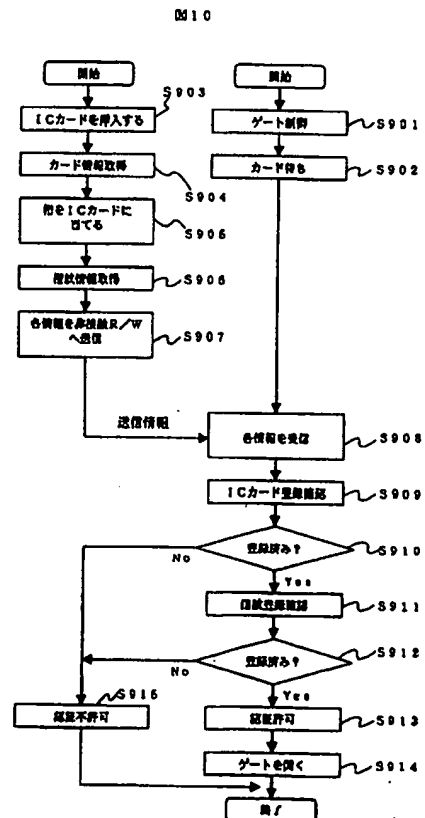 図10
開始
S903
ICカードを挿入する
カード情報取得
S904
指をICカードに
当てる
S905
指紋情報取得
S906
各情報を非接触R/W
へ送信
S907
送信情報
開始
ゲート制御
S901
カード待ち
S902
各情報を受信
S908
ICカード登録確認
S909
登録済み?
S910
No
Yes
指紋登録確認
S911
登録済み?
S912
No
Yes
S915
認証不許可
認証許可
S913
ゲートを開く
S914
終了